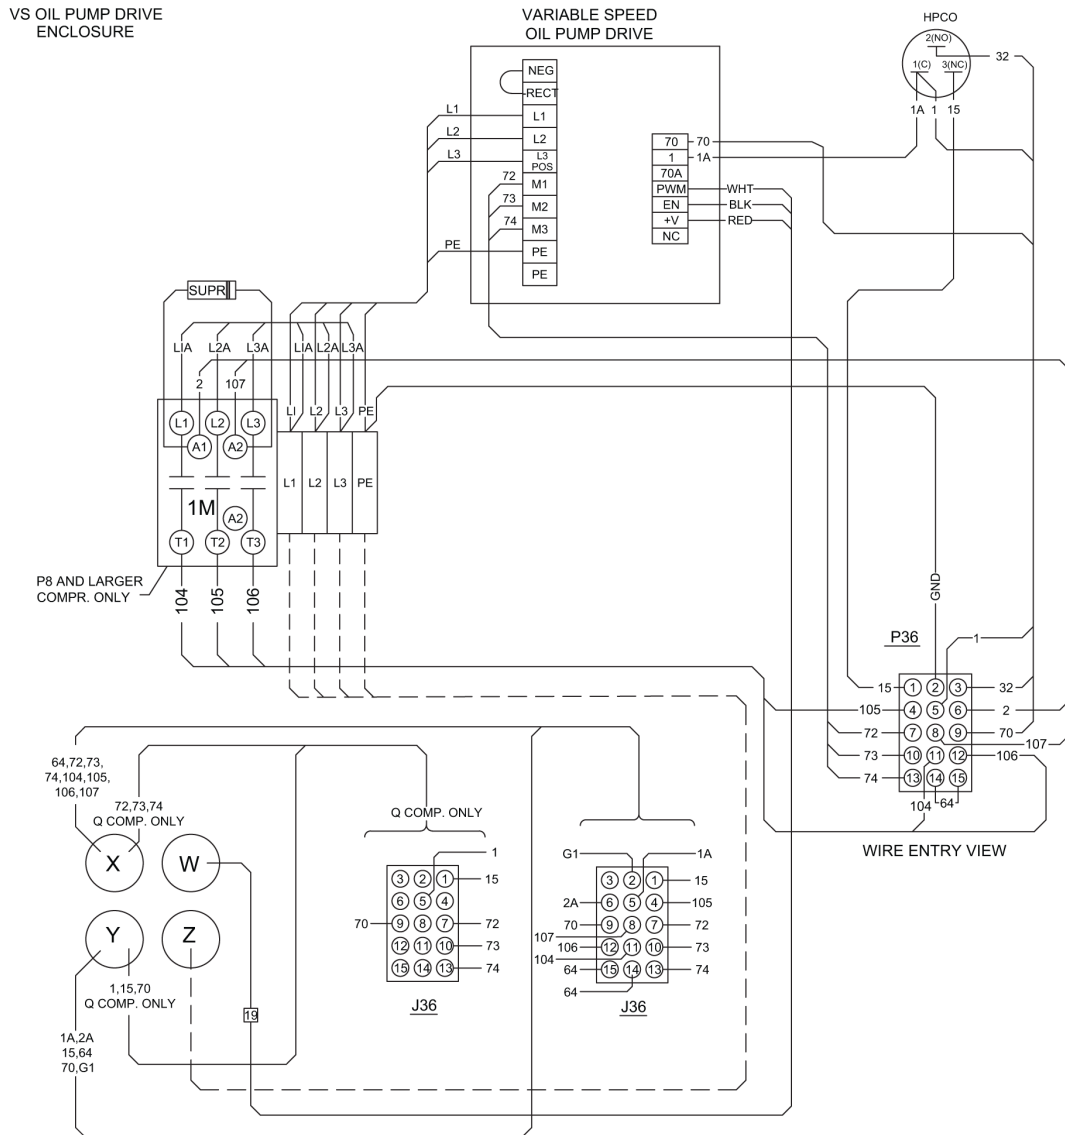 VS OIL PUMP DRIVE
ENCLOSURE
VARIABLE SPEED
OIL PUMP DRIVE
HPCO
2(NO)
1(C)
3(NC)
32
1A
1
15
NEG
RECT
L1
L2
L3
POS
M1
M2
M3
PE
PE
L1
L2
L3
72
73
74
PE
70
1
70A
PWM
EN
+V
NC
70
1A
WHT
BLK
RED
SUPR
LIA
L2A
L3A
LIA
L2A
L3A
2
107
LI
L2
L3
PE
L1
L2
L3
A1
A2
L1
L2
L3
PE
1M
A2
T1
T2
T3
P8 AND LARGER
COMPR. ONLY
104
105
106
GND
P36
1
15
1
2
3
32
105
4
5
6
2
72
7
8
9
70
107
73
10
11
12
106
74
13
14
15
104
64
WIRE ENTRY VIEW
64,72,73,
74,104,105,
106,107
72,73,74
Q COMP. ONLY
X
W
Y
Z
1,15,70
Q COMP. ONLY
19
1A,2A
15,64
70,G1
Q COMP. ONLY
1
3
2
1
15
6
5
4
70
9
8
7
72
12
11
10
73
15
14
13
74
J36
G1
1A
3
2
1
15
2A
6
5
4
105
70
9
8
7
72
107
106
12
11
10
73
104
64
15
14
13
74
64
J36